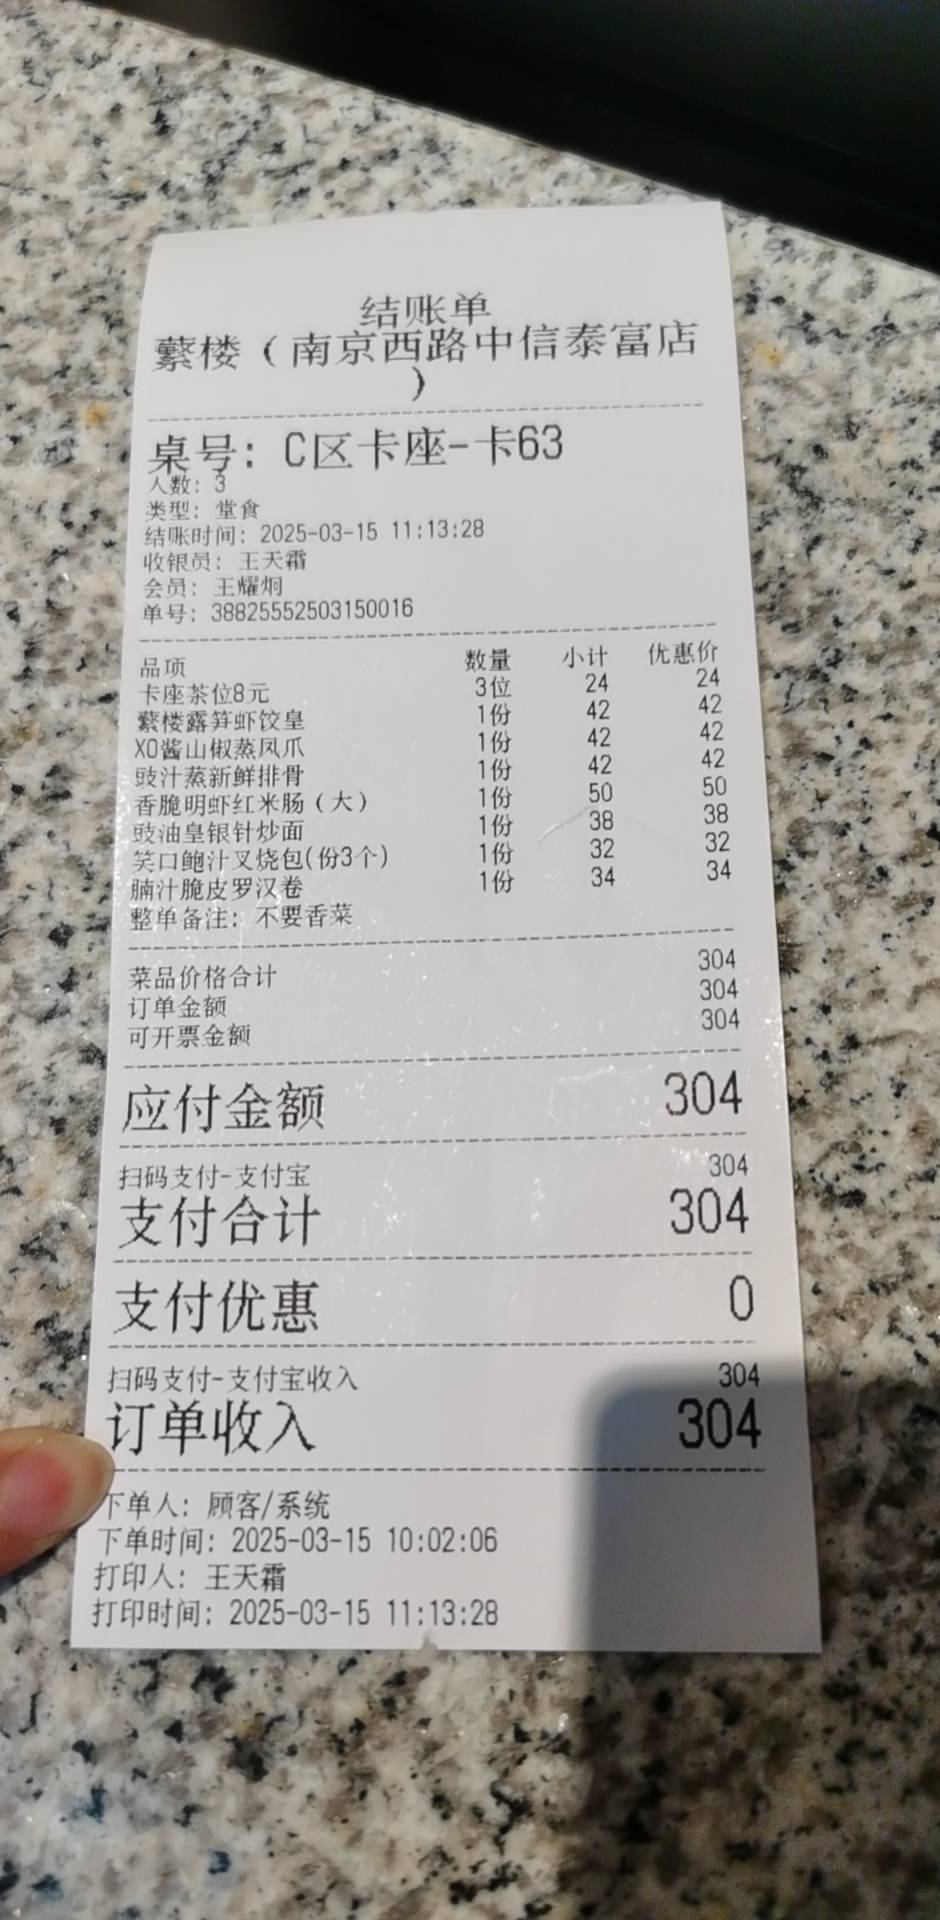 结账单
蘩楼（南京西路中信泰富店
）
桌号: C区卡座-卡63
人数: 3
类型: 堂食
结账时间: 2025-03-15 11:13:28
收银员: 王天霜
会员: 王耀炯
单号: 38825552503150016
品项 数量 小计 优惠价
卡座茶位8元 3位 24 24
蘩楼露笋虾饺皇 1份 42 42
XO酱山椒蒸凤爪 1份 42 42
豉汁蒸新鲜排骨 1份 42 42
香脆明虾红米肠（大） 1份 50 50
豉油皇银针炒面 1份 38 38
笑口鲍汁叉烧包(份3个) 1份 32 32
腩汁脆皮罗汉卷 1份 34 34
整单备注: 不要香菜
菜品价格合计 304
订单金额 304
可开票金额 304
应付金额 304
扫码支付-支付宝 304
支付合计 304
支付优惠 0
扫码支付-支付宝收入 304
订单收入 304
下单人: 顾客/系统
下单时间: 2025-03-15 10:02:06
打印人: 王天霜
打印时间: 2025-03-15 11:13:28